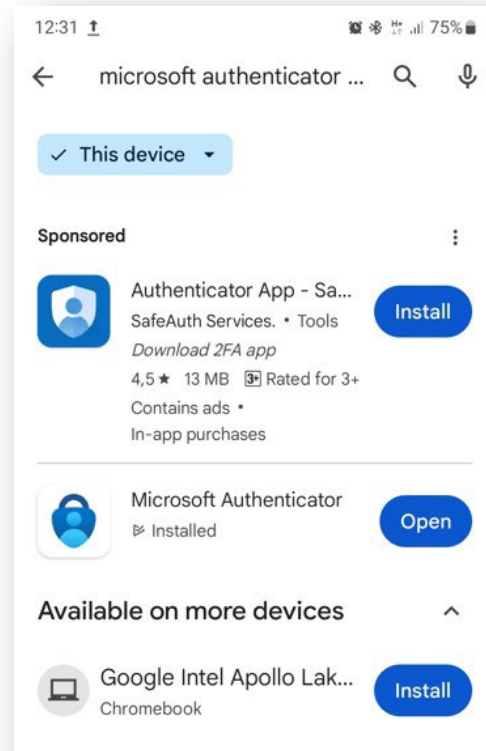 12:31 75%
microsoft authenticator ...
This device
Sponsored
Authenticator App - Sa...
SafeAuth Services. • Tools
Install
Download 2FA app
4,5★ 13 MB 3+ Rated for 3+
Contains ads •
In-app purchases
Microsoft Authenticator
Installed
Open
Available on more devices
Google Intel Apollo Lak...
Chromebook
Install